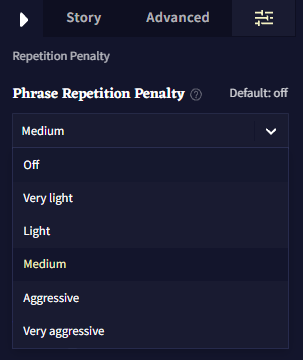 Story Advanced
Repetition Penalty
Phrase Repetition Penalty ? Default: off
Medium
Off
Very light
Light
Medium
Aggressive
Very aggressive